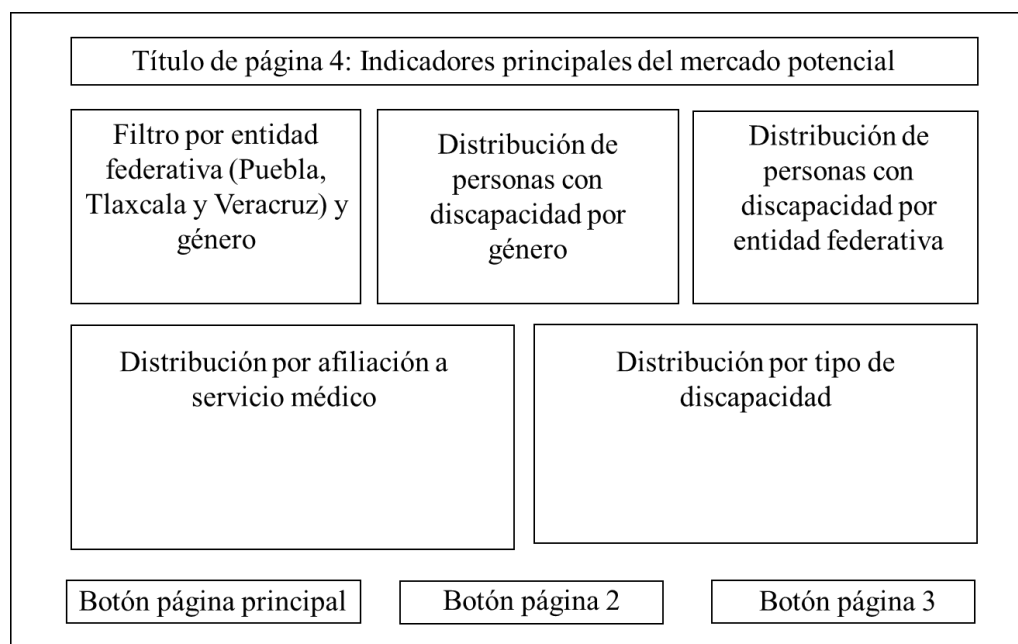 Título de página 4: Indicadores principales del mercado potencial
Filtro por entidad
federativa (Puebla,
Tlaxcala y Veracruz) y
género
Distribución de
personas con
discapacidad por
género
Distribución de
personas con
discapacidad por
entidad federativa
Distribución por afiliación a
servicio médico
Distribución por tipo de
discapacidad
Botón página principal
Botón página 2
Botón página 3